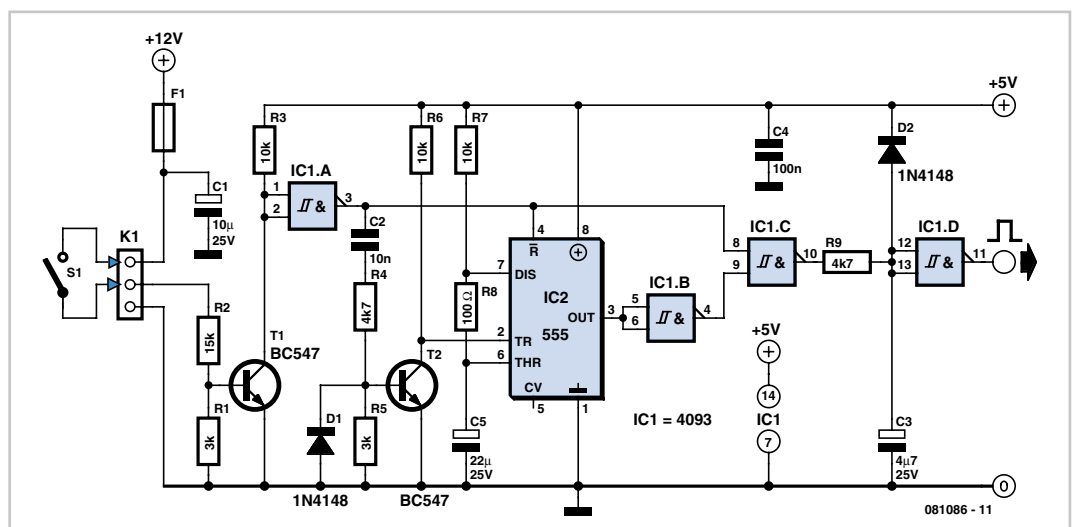 +12V
F1
+5V
R3
10k
R6
10k
R7
10k
C4
100n
D2
1N4148
IC1.A
1
2
&
3
C1
10μ
25V
C2
10n
4
R
8
IC1.C
8
9
&
10
R9
4k7
IC1.D
12
13
&
11
K1
S1
R4
4k7
7
DIS
R8
100 Ω
IC2
555
OUT
3
IC1.B
5
6
&
4
R2
15k
T1
BC547
2
TR
6
THR
T2
+5V
CV
5
1
14
IC1
7
IC1 = 4093
R1
3k
D1
R5
3k
C5
22μ
25V
C3
4μ7
25V
0
1N4148
BC547
081086 - 11